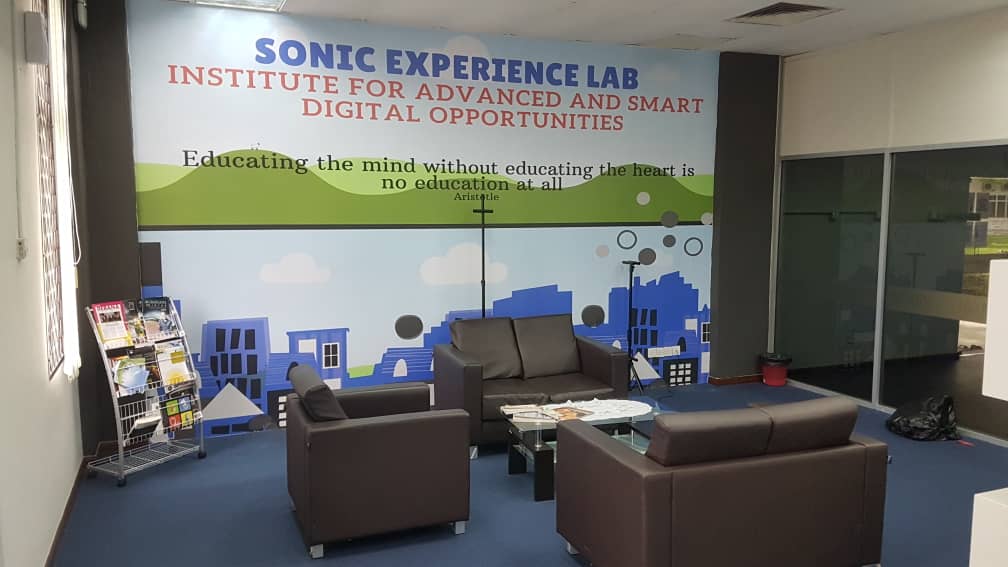 SONIC EXPERIENCE LAB
INSTITUTE FOR ADVANCED AND SMART
DIGITAL OPPORTUNITIES
Educating the mind without educating the heart is
no education at all
Aristotle